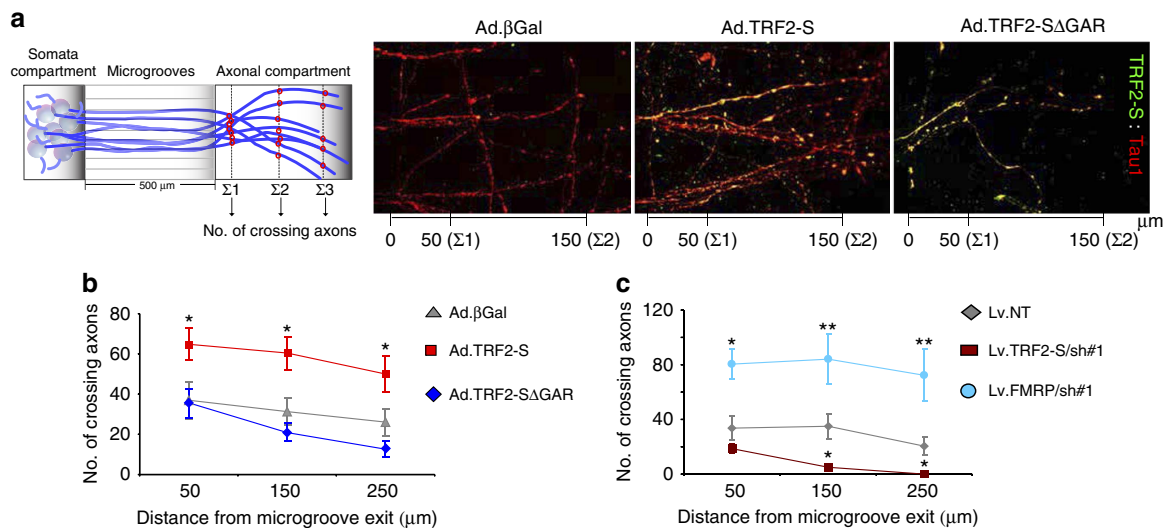 a
Somata
compartment
Microgrooves
Axonal compartment
500 μm
Σ1 Σ2 Σ3
No. of crossing axons
Ad.βGal
Ad.TRF2-S
Ad.TRF2-SΔGAR
TRF2-S : Tau1
0 50 (Σ1) 150 (Σ2)
0 50 (Σ1) 150 (Σ2)
0 50 (Σ1) 150 (Σ2)
μm
b
No. of crossing axons
80
60
40
20
0
* * *
50 150 250
Distance from microgroove exit (μm)
Ad.βGal
Ad.TRF2-S
Ad.TRF2-SΔGAR
c
No. of crossing axons
120
80
40
0
* ** **
* *
50 150 250
Distance from microgroove exit (μm)
Lv.NT
Lv.TRF2-S/sh#1
Lv.FMRP/sh#1